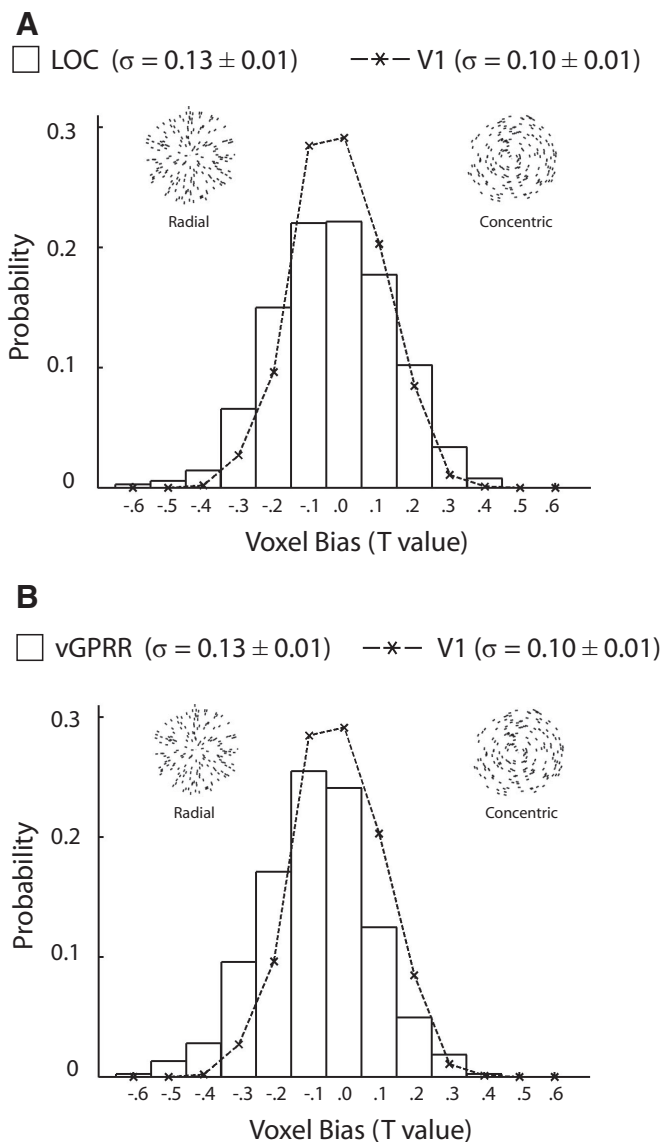 A
LOC (σ = 0.13 ± 0.01) V1 (σ = 0.10 ± 0.01)
0.3
Radial
Concentric
0.2
Probability
0.1
0
-.6 -.5 -.4 -.3 -.2 -.1 .0 .1 .2 .3 .4 .5 .6
Voxel Bias (T value)
B
vGPRR (σ = 0.13 ± 0.01) V1 (σ = 0.10 ± 0.01)
0.3
Radial
Concentric
0.2
Probability
0.1
0
-.6 -.5 -.4 -.3 -.2 -.1 .0 .1 .2 .3 .4 .5 .6
Voxel Bias (T value)